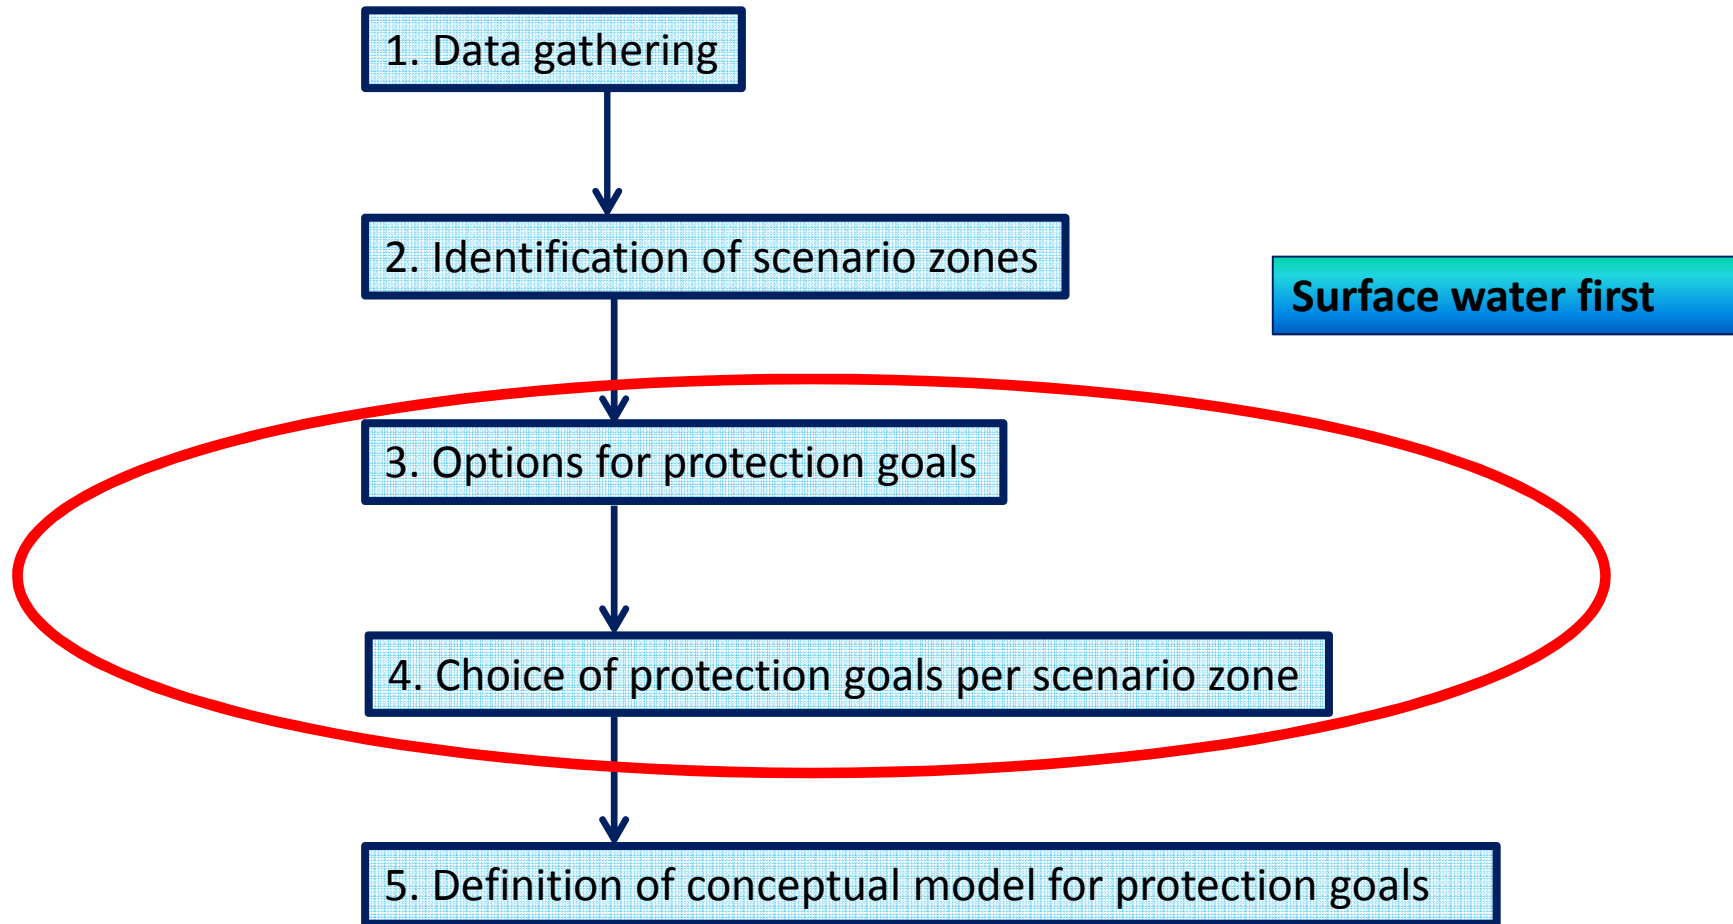 1. Data gathering
2. Identification of scenario zones
Surface water first
3. Options for protection goals
4. Choice of protection goals per scenario zone
5. Definition of conceptual model for protection goals